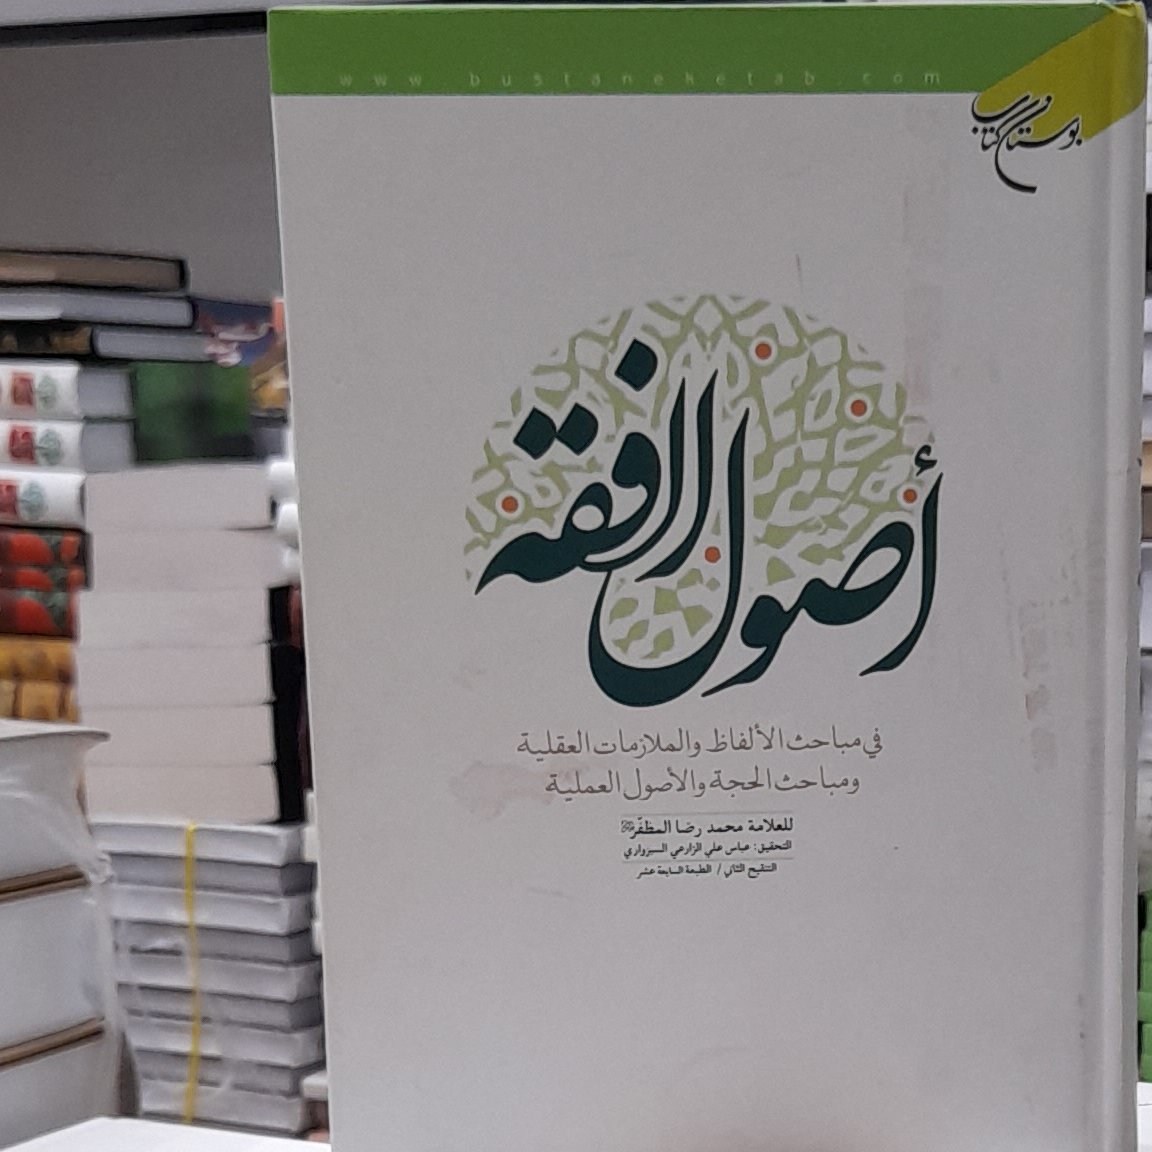 www.bustaneketab.com
بوستان کتاب
أصول الفقه
في مباحث الألفاظ والملازمات العقلية
ومباحث الحجة والأصول العملية
للعلامة محمد رضا المظفّر
التحقيق: عباس علي الزارعي السبزواري
التنقيح الثاني / الطبعة السابعة عشر